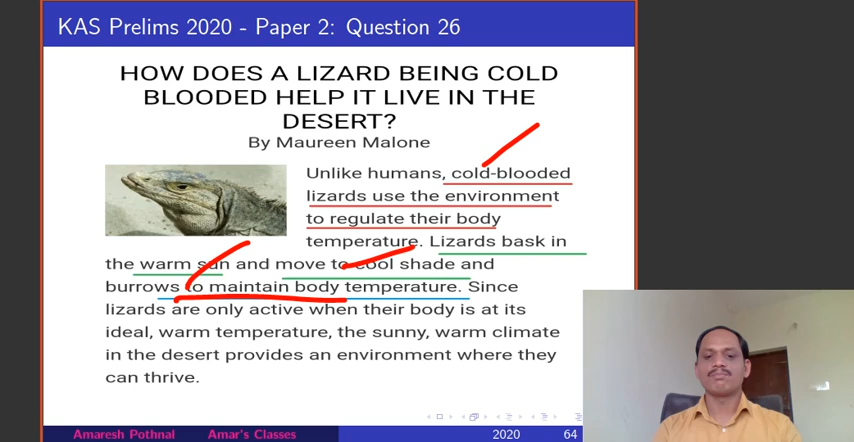 KAS Prelims 2020 - Paper 2: Question 26
HOW DOES A LIZARD BEING COLD
BLOODED HELP IT LIVE IN THE
DESERT?
By Maureen Malone
Unlike humans, cold-blooded
lizards use the environment
to regulate their body
temperature. Lizards bask in
the warm sun and move to cool shade and
burrows to maintain body temperature. Since
lizards are only active when their body is at its
ideal, warm temperature, the sunny, warm climate
in the desert provides an environment where they
can thrive.
Amaresh Pothnal Amar's Classes 2020 64